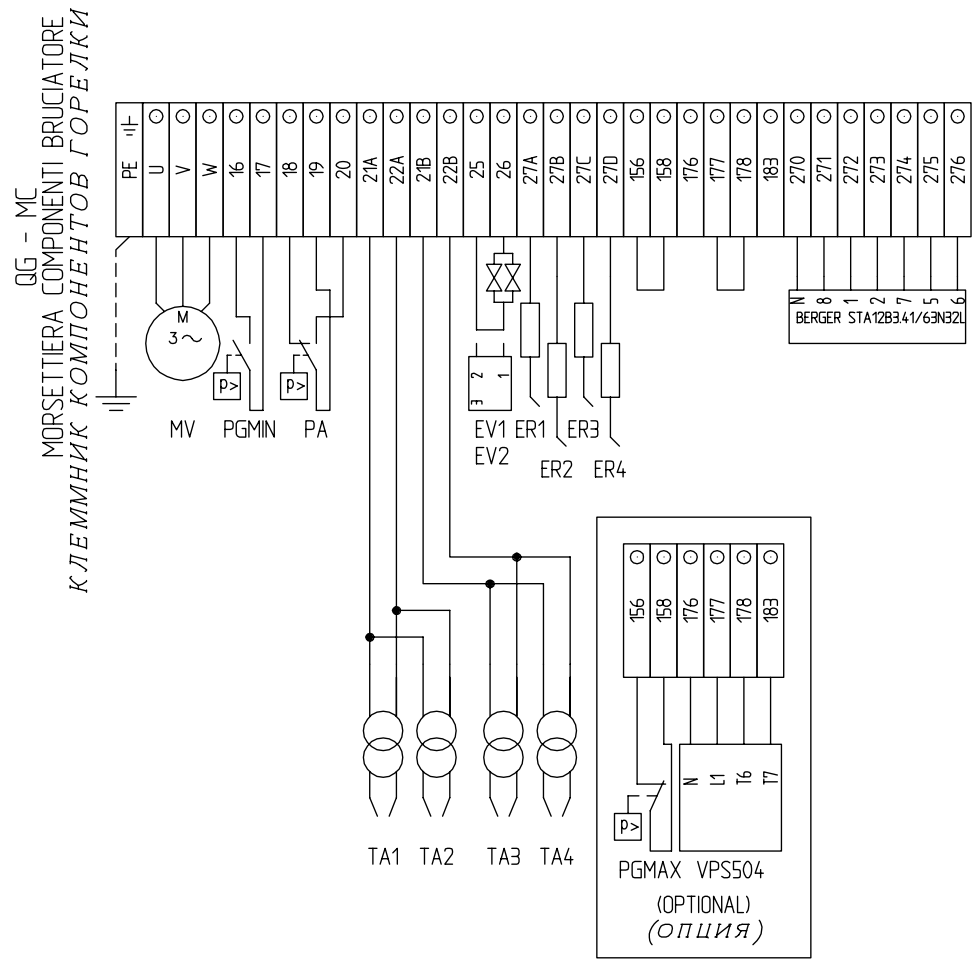 QG - MC
MORSETTIERA COMPONENTI BRUCIATORE
КЛЕММНИК КОМПОНЕНТОВ ГОРЕЛКИ
PE U V W 16 17 18 19 20 21A 22A 21B 22B 25 26 27A 27B 27C 27D 156 158 176 177 178 183 270 271 272 273 274 275 276
N 8 1 2 7 5 6
BERGER STA12B3.41/63N32L
M
3~
P>
P>
2 1
3
MV PGMIN PA
EV1 ER1 ER3
EV2
ER2 ER4
156 158 176 177 178 183
N L1 T6 T7
P>
TA1 TA2 TA3 TA4
PGMAX VPS504
(OPTIONAL)
(ОПЦИЯ)